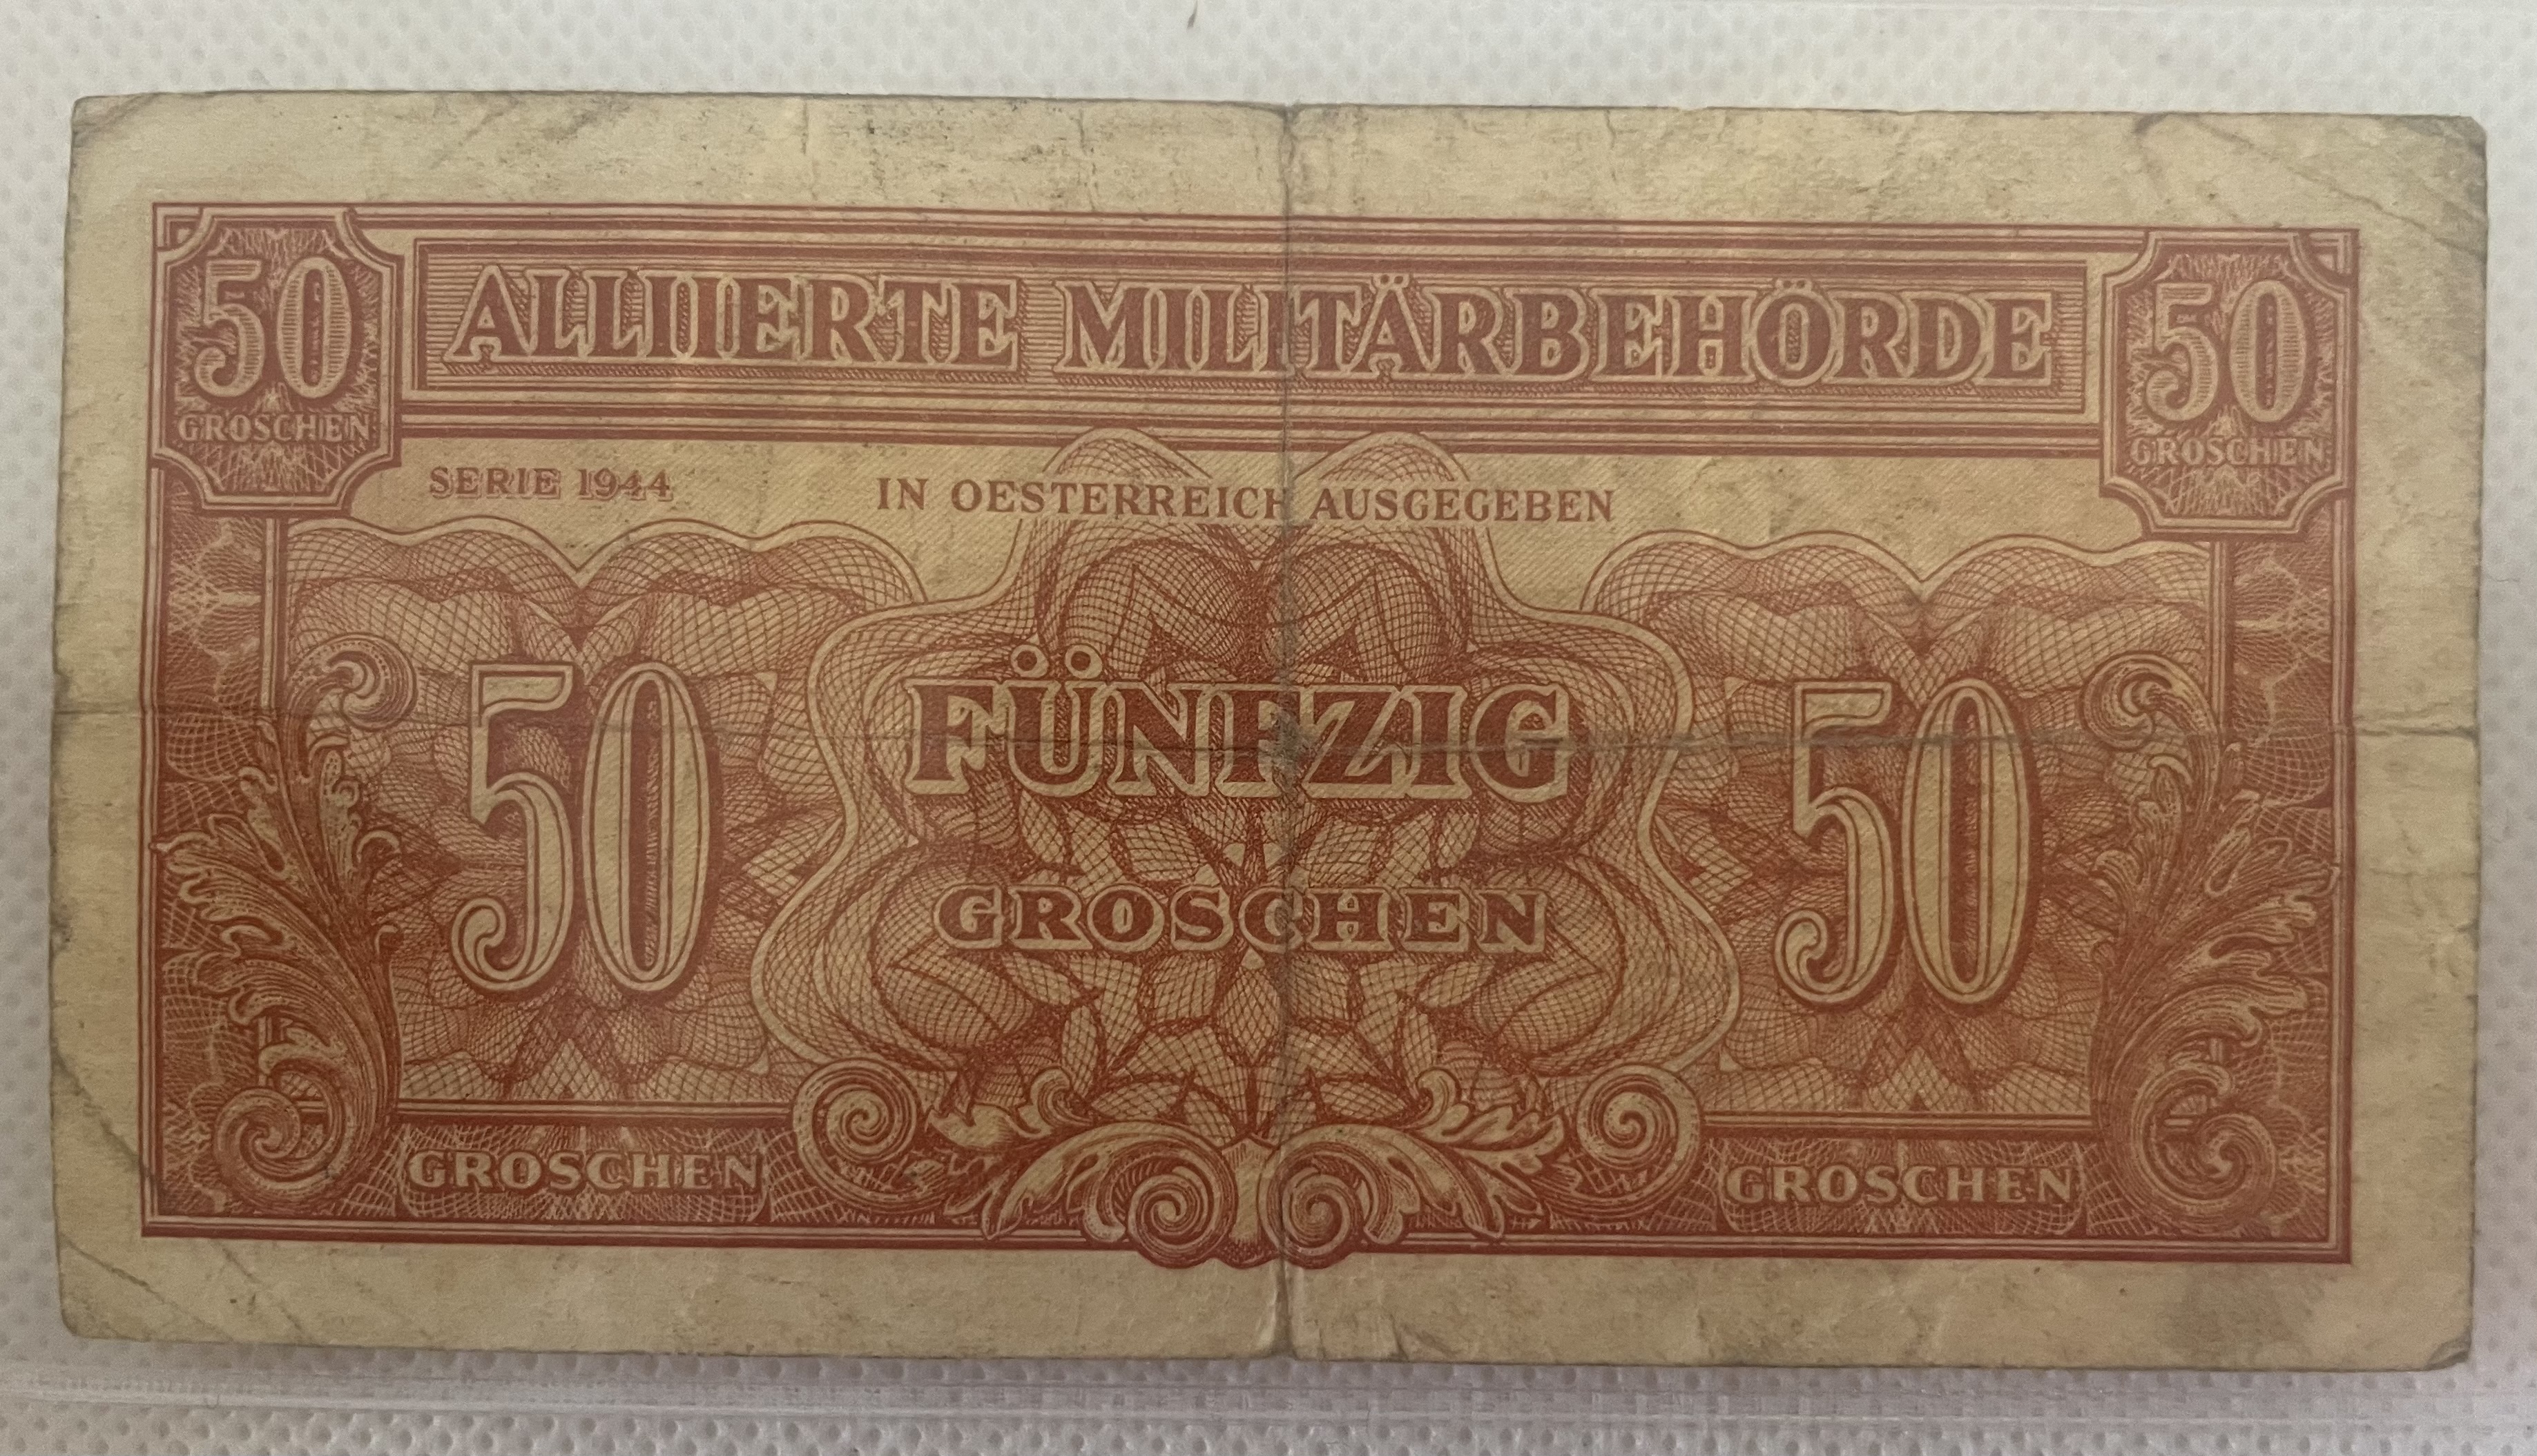 50 ALLIIERTE MILITÄRBEHÖRDE 50
GROSCHEN GROSCHEN
SERIE 1944 IN OESTERREICH AUSGEGEBEN
50 FÜNFZIG 50
GROSCHEN
GROSCHEN GROSCHEN